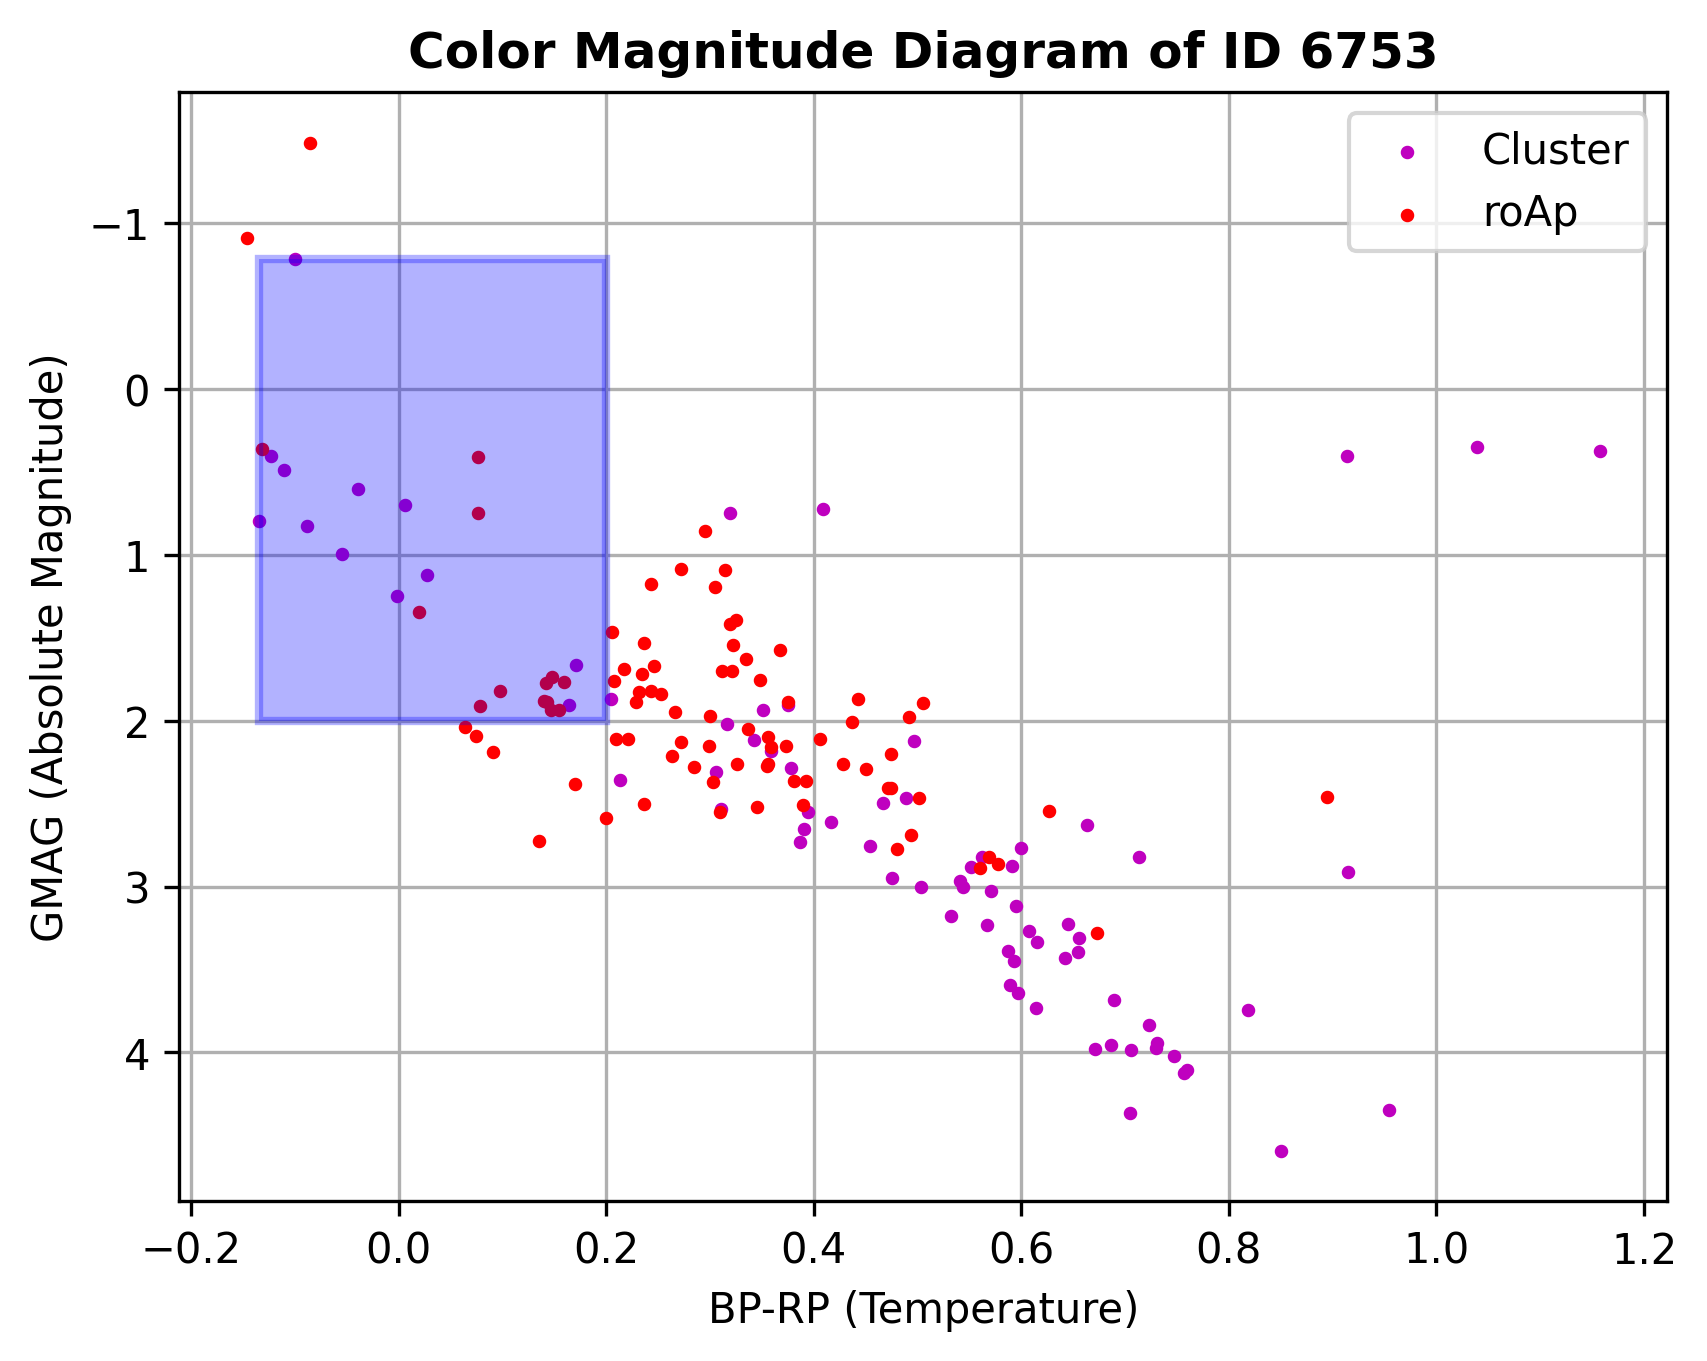 Color Magnitude Diagram of ID 6753
Cluster
roAp
GMAG (Absolute Magnitude)
−1
0
1
2
3
4
−0.2 0.0 0.2 0.4 0.6 0.8 1.0 1.2
BP-RP (Temperature)